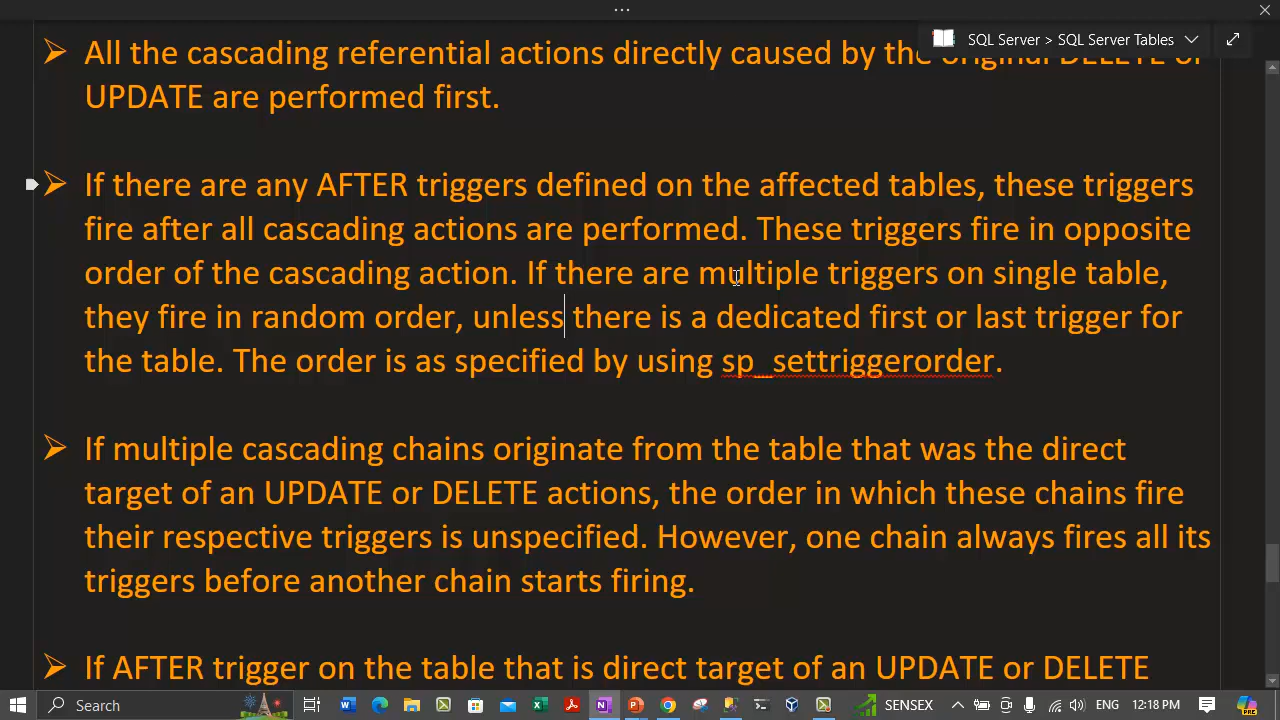 SQL Server > SQL Server Tables
All the cascading referential actions directly caused by the original DELETE or
UPDATE are performed first.
If there are any AFTER triggers defined on the affected tables, these triggers
fire after all cascading actions are performed. These triggers fire in opposite
order of the cascading action. If there are multiple triggers on single table,
they fire in random order, unless there is a dedicated first or last trigger for
the table. The order is as specified by using sp_settriggerorder.
If multiple cascading chains originate from the table that was the direct
target of an UPDATE or DELETE actions, the order in which these chains fire
their respective triggers is unspecified. However, one chain always fires all its
triggers before another chain starts firing.
If AFTER trigger on the table that is direct target of an UPDATE or DELETE
Search
SENSEX
ENG
12:18 PM
PRE